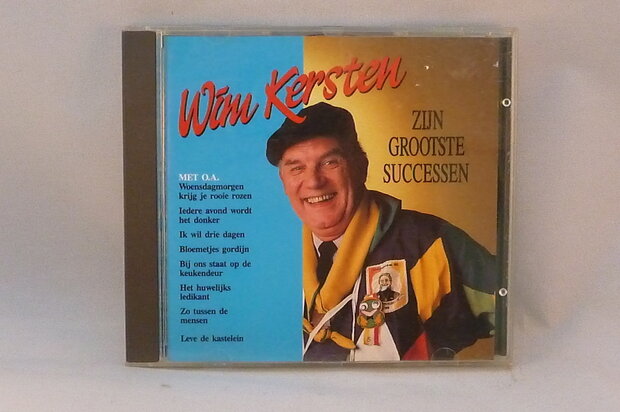 Wim Kersten
ZIJN
GROOTSTE
SUCCESSEN
MET O.A.
Woensdagmorgen
krijg je rooie rozen
Iedere avond wordt
het donker
Ik wil drie dagen
Bloemetjes gordijn
Bij ons staat op de
keukendeur
Het huwelijks
ledikant
Zo tussen de
mensen
Leve de kastelein